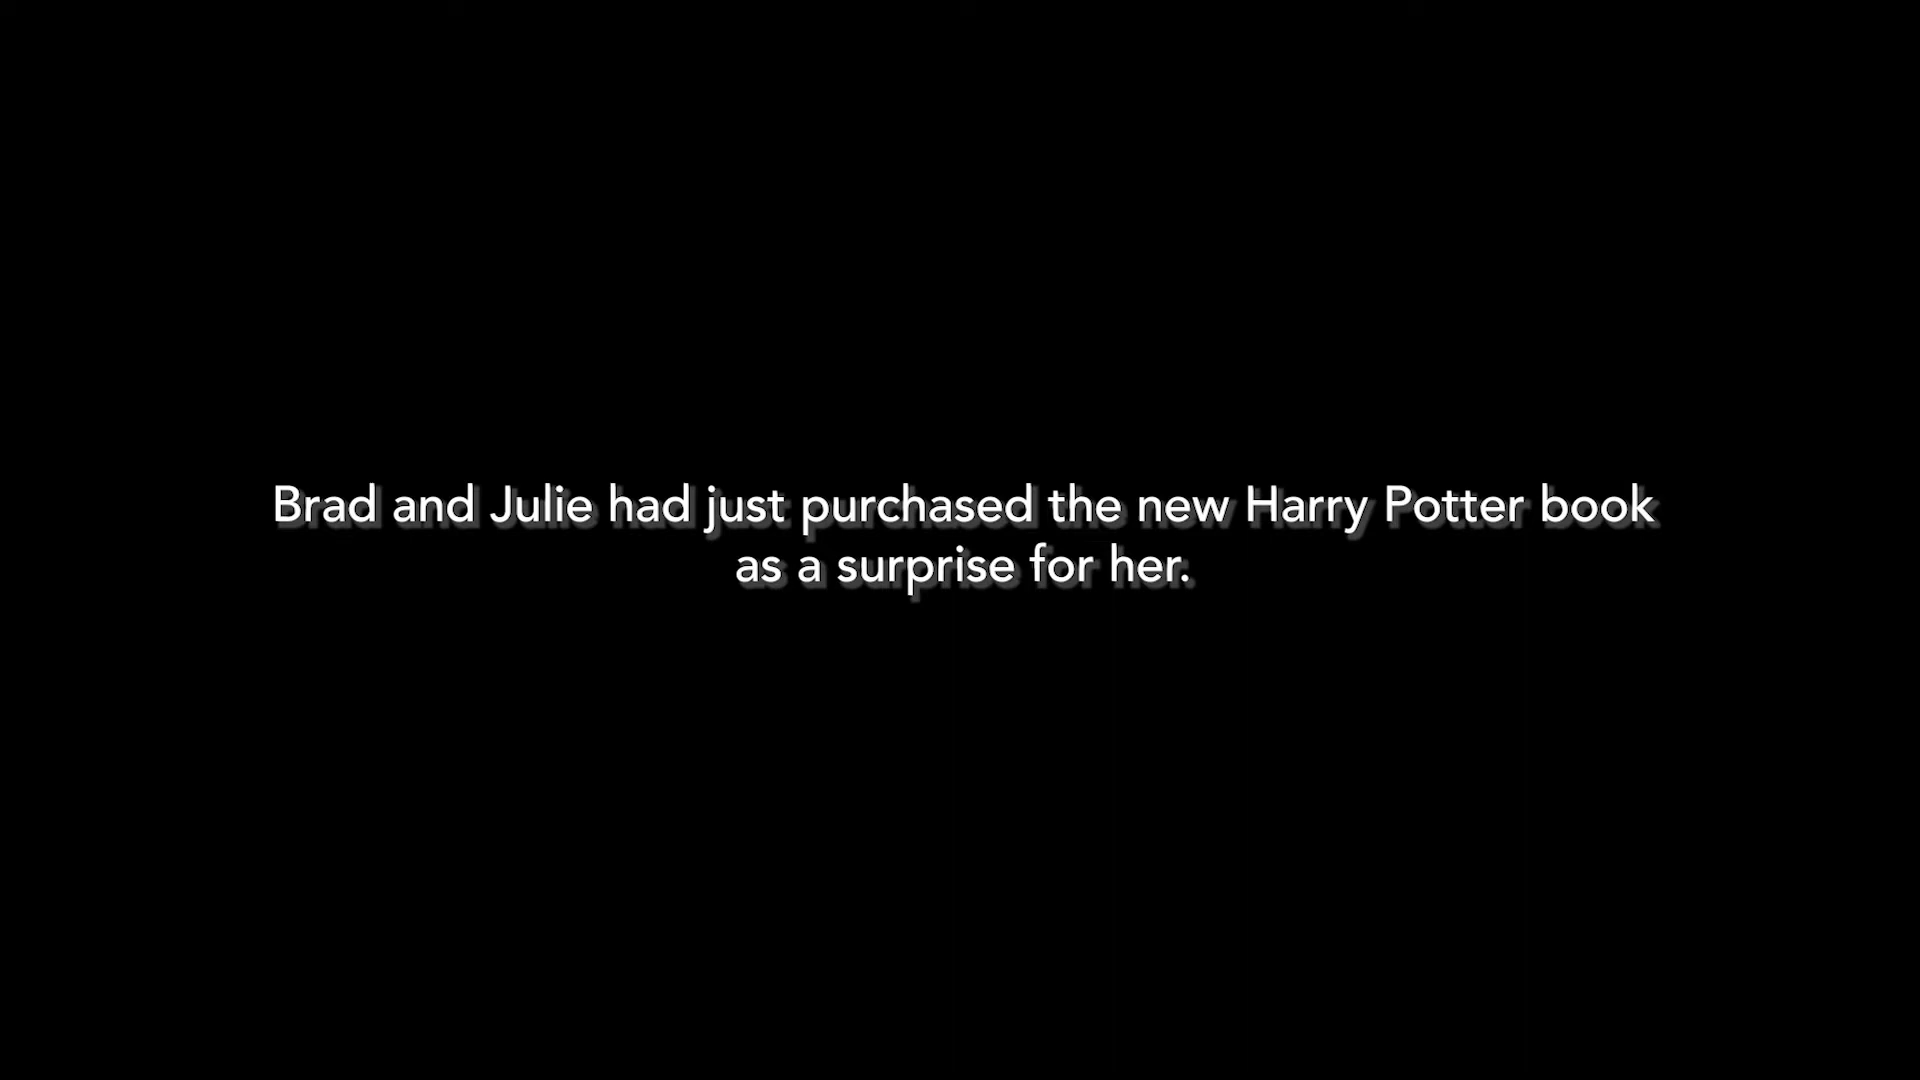 Brad and Julie had just purchased the new Harry Potter book
as a surprise for her.